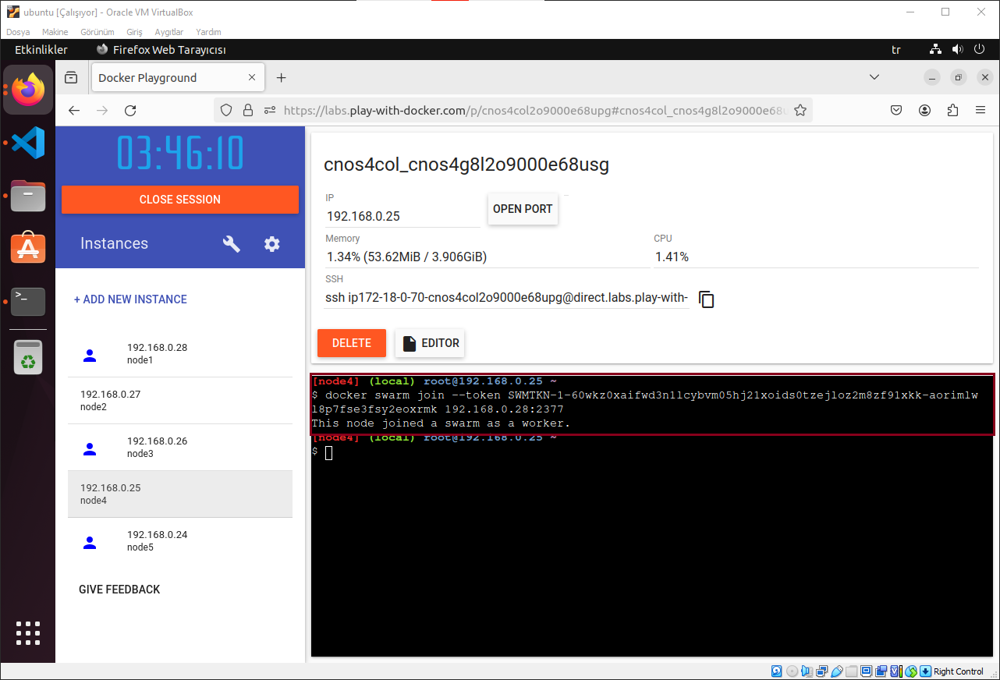 ubuntu [Çalışıyor] - Oracle VM VirtualBox
Dosya Makine Görünüm Giriş Aygıtlar Yardım
Etkinlikler Firefox Web Tarayıcısı tr
Docker Playground
https://labs.play-with-docker.com/p/cnos4col2o9000e68upg#cnos4col_cnos4g8l2o9000e68u
03:46:10
CLOSE SESSION
Instances
+ ADD NEW INSTANCE
192.168.0.28
node1
192.168.0.27
node2
192.168.0.26
node3
192.168.0.25
node4
192.168.0.24
node5
GIVE FEEDBACK
cnos4col_cnos4g8l2o9000e68usg
IP
192.168.0.25
OPEN PORT
Memory
1.34% (53.62MiB / 3.906GiB)
CPU
1.41%
SSH
ssh ip172-18-0-70-cnos4col2o9000e68upg@direct.labs.play-with-
DELETE
EDITOR
[node4] (local) root@192.168.0.25 ~
$ docker swarm join --token SWMTKN-1-60wkz0xaifwd3n1lcybvm05hj2lxoids0tzejloz2m8zf91xkk-aorimlw
l8p7fse3fsy2eoxrmk 192.168.0.28:2377
This node joined a swarm as a worker.
[node4] (local) root@192.168.0.25 ~
$
Right Control